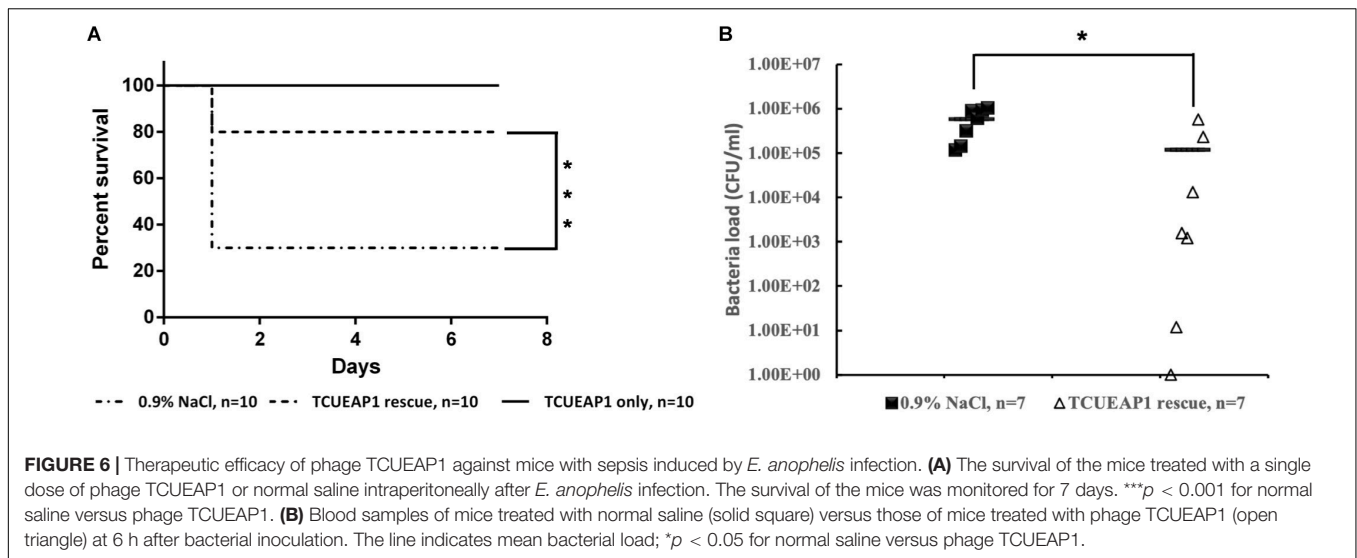 A
Percent survival
100
80
60
40
20
0
0 2 4 6 8
Days
* * *
0.9% NaCl, n=10 TCUEAP1 rescue, n=10 TCUEAP1 only, n=10
B
*
Bacteria load (CFU/ml)
1.00E+07
1.00E+06
1.00E+05
1.00E+04
1.00E+03
1.00E+02
1.00E+01
1.00E+00
0.9% NaCl, n=7 TCUEAP1 rescue, n=7
FIGURE 6 | Therapeutic efficacy of phage TCUEAP1 against mice with sepsis induced by E. anophelis infection. (A) The survival of the mice treated with a single
dose of phage TCUEAP1 or normal saline intraperitoneally after E. anophelis infection. The survival of the mice was monitored for 7 days. ***p < 0.001 for normal
saline versus phage TCUEAP1. (B) Blood samples of mice treated with normal saline (solid square) versus those of mice treated with phage TCUEAP1 (open
triangle) at 6 h after bacterial inoculation. The line indicates mean bacterial load; *p < 0.05 for normal saline versus phage TCUEAP1.